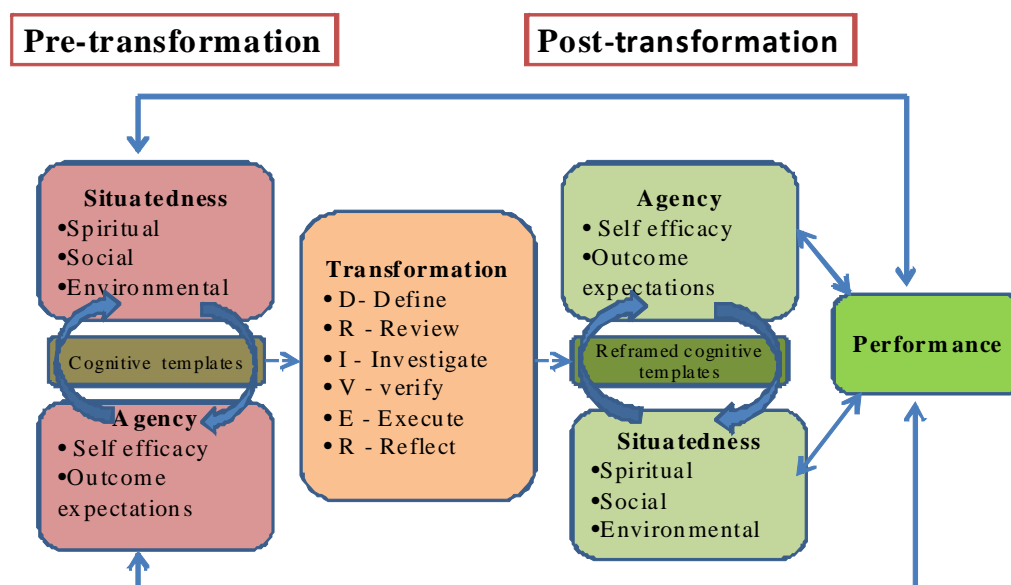 Pre-transformation
Post-transformation
Situatedness
•Spiritual
•Social
•Environmental
Cognitive templates
Agency
• Self efficacy
•Outcome
expectations
Transformation
• D- Define
• R - Review
• I - Investigate
• V - verify
• E - Execute
• R - Reflect
Agency
• Self efficacy
•Outcome
expectations
Reframed cognitive
templates
Situatedness
•Spiritual
•Social
•Environmental
Performance